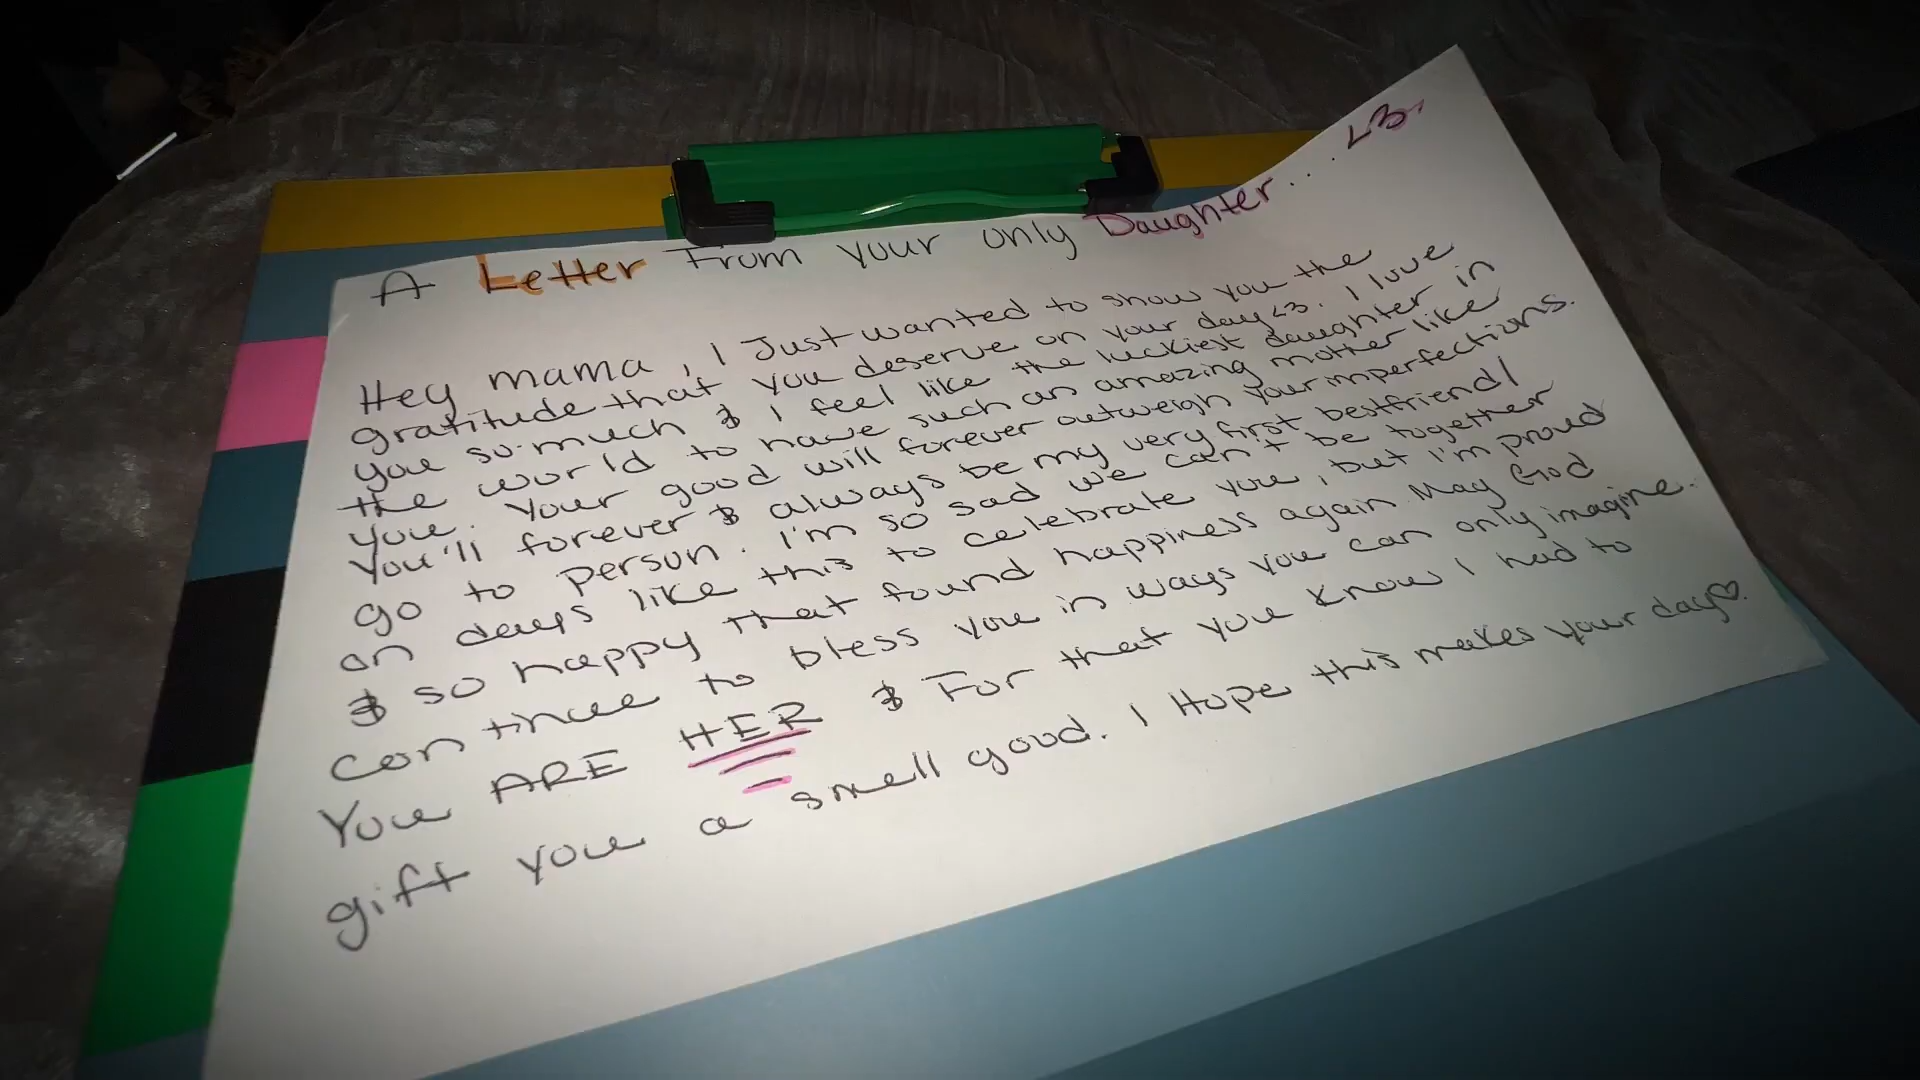 A Letter From your only Daughter... <3.
Hey mama, I Just wanted to show you the
gratitude that you deserve on your day<3. I love
you so much & I feel like the luckiest daughter in
the world to have such an amazing mother like
you. Your good will forever outweigh your imperfections.
You'll forever & always be my very first bestfriend/
go to person. I'm so sad we can't be together
on days like this to celebrate you, but I'm proud
& so happy that found happiness again. May God
continue to bless you in ways you can only imagine.
You ARE HER & For that you know I had to
gift you a smell good. I Hope this makes your day♡.